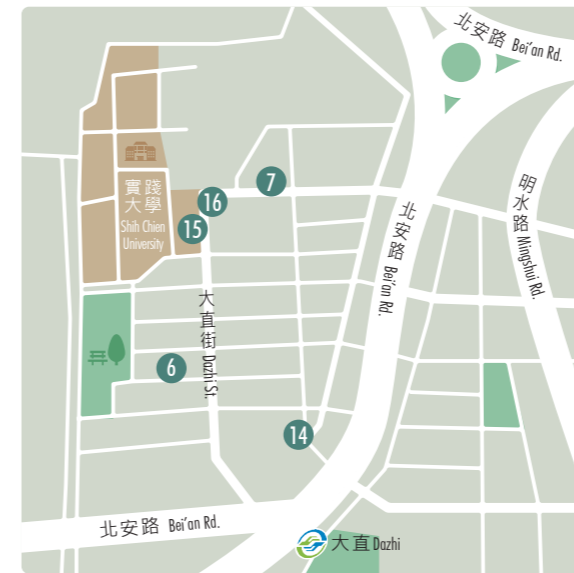 北安路 Bei'an Rd.
7
16
15
實踐
大學
Shih Chien
University
明水路 Mingshui Rd.
北安路 Bei'an Rd.
大直街 Dazhi St.
6
14
北安路 Bei'an Rd.
大直 Dazhi